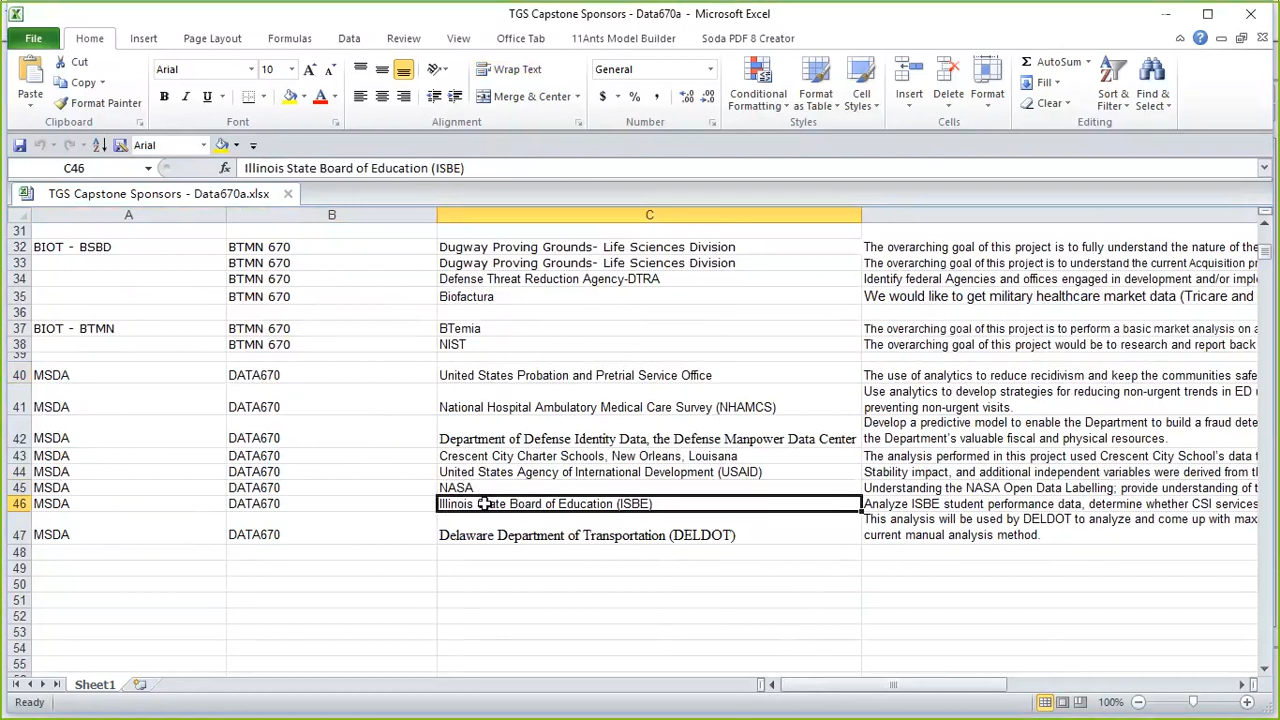 TGS Capstone Sponsors - Data670a - Microsoft Excel
File Home Insert Page Layout Formulas Data Review View Office Tab 11Ants Model Builder Soda PDF 8 Creator
Paste
Cut
Copy
Format Painter
Clipboard
Arial 10
B I U
Font
Wrap Text
Merge & Center
Alignment
General
$ % ,
Number
Conditional Formatting
Format as Table
Cell Styles
Styles
Insert Delete Format
Cells
AutoSum
Fill
Clear
Sort & Filter
Find & Select
Editing
Arial
C46 fx Illinois State Board of Education (ISBE)
TGS Capstone Sponsors - Data670a.xlsx
A B C
31
32 BIOT - BSBD BTMN 670 Dugway Proving Grounds- Life Sciences Division The overarching goal of this project is to fully understand the nature of the
33 BTMN 670 Dugway Proving Grounds- Life Sciences Division The overarching goal of this project is to understand the current Acquisition pr
34 BTMN 670 Defense Threat Reduction Agency-DTRA Identify federal Agencies and offices engaged in development and/or imple
35 BTMN 670 Biofactura We would like to get military healthcare market data (Tricare and
36
37 BIOT - BTMN BTMN 670 BTemia The overarching goal of this project is to perform a basic market analysis on a
38 BTMN 670 NIST The overarching goal of this project would be to research and report back
39
40 MSDA DATA670 United States Probation and Pretrial Service Office The use of analytics to reduce recidivism and keep the communities safe
Use analytics to develop strategies for reducing non-urgent trends in ED
41 MSDA DATA670 National Hospital Ambulatory Medical Care Survey (NHAMCS) preventing non-urgent visits.
Develop a predictive model to enable the Department to build a fraud dete
42 MSDA DATA670 Department of Defense Identity Data, the Defense Manpower Data Center the Department's valuable fiscal and physical resources.
43 MSDA DATA670 Crescent City Charter Schools, New Orleans, Louisana The analysis performed in this project used Crescent City School's data
44 MSDA DATA670 United States Agency of International Development (USAID) Stability impact, and additional independent variables were derived from
45 MSDA DATA670 NASA Understanding the NASA Open Data Labelling; provide understanding of
46 MSDA DATA670 Illinois State Board of Education (ISBE) Analyze ISBE student performance data, determine whether CSI services
This analysis will be used by DELDOT to analyze and come up with max
47 MSDA DATA670 Delaware Department of Transportation (DELDOT) current manual analysis method.
48
49
50
51
52
53
54
55
Sheet1
Ready 100%